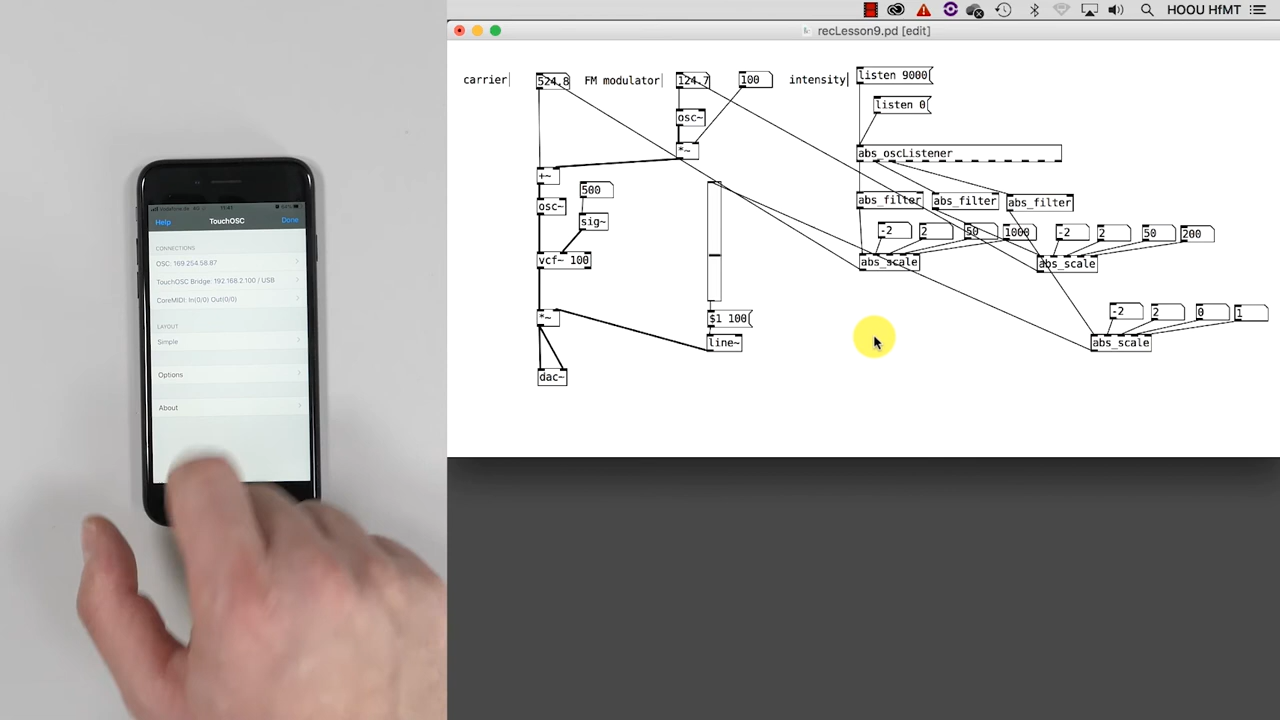 HOOU HfMT
recLesson9.pd [edit]
carrier
524.8
FM modulator
124.7
100
intensity
listen 9000
listen 0
osc~
*~
abs_oscListener
+~
500
osc~
sig~
abs_filter
abs_filter
abs_filter
-2
2
50
1000
-2
2
50
200
vcf~ 100
abs_scale
abs_scale
*~
$1 100
-2
2
0
1
line~
abs_scale
dac~
11:41
Help
TouchOSC
Done
CONNECTIONS
OSC: 169.254.58.87
TouchOSC Bridge: 192.168.2.100 / USB
CoreMIDI: In(0/0) Out(0/0)
LAYOUT
Simple
Options
About